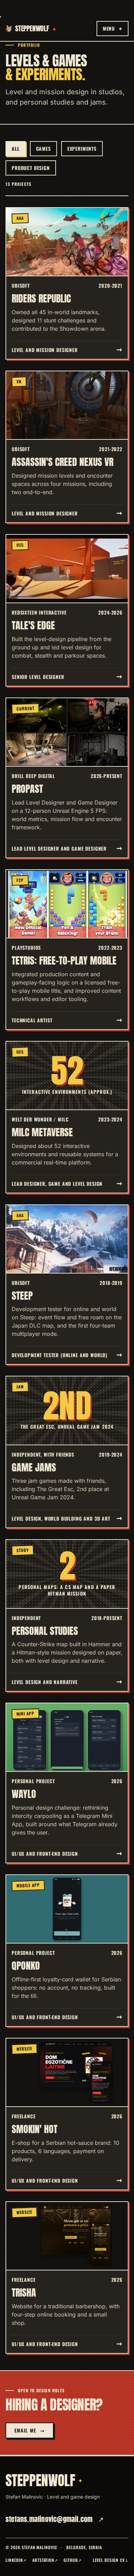 STEPPENWOLF
MENU +
PORTFOLIO
LEVELS & GAMES
& EXPERIMENTS.
Level and mission design in studios,
and personal studies and jams.
ALL
GAMES
EXPERIMENTS
PRODUCT DESIGN
13 PROJECTS
AAA
UBISOFT
2020-2021
RIDERS REPUBLIC
Owned all 45 world landmarks,
designed 11 stunt challenges and
contributed to the Showdown arena.
LEVEL AND MISSION DESIGNER →
VR
UBISOFT
2021-2022
ASSASSIN'S CREED NEXUS VR
Designed mission levels and encounter
spaces across four missions, including
two end-to-end.
LEVEL AND MISSION DESIGNER →
UE5
REDSIXTEEN INTERACTIVE
2024-2026
TALE'S EDGE
Built the level-design pipeline from the
ground up and led level design for
combat, stealth and parkour spaces.
SENIOR LEVEL DESIGNER →
CURRENT
DRILL DEEP DIGITAL
2026-PRESENT
PROPAST
Lead Level Designer and Game Designer
on a 12-person Unreal Engine 5 FPS:
world metrics, mission flow and encounter
framework.
LEAD LEVEL DESIGNER AND GAME DESIGNER →
F2P
New Official
Game!
Fun &
Relaxing!
Train
your Brain!
PLAYSTUDIOS
2022-2023
TETRIS: FREE-TO-PLAY MOBILE
Integrated production content and
gameplay-facing logic on a licensed free-
to-play mobile title, and improved content
workflows and editor tooling.
TECHNICAL ARTIST →
UE5
52
INTERACTIVE ENVIRONMENTS (APPROX.)
WELT DER WUNDER / MILC
2023-2024
MILC METAVERSE
Designed about 52 interactive
environments and reusable systems for a
commercial real-time platform.
LEAD DESIGNER, GAME AND LEVEL DESIGN →
AAA
UBISOFT
2018-2019
STEEP
Development tester for online and world
on Steep: event flow and free roam on the
Japan DLC map, and the first four-team
multiplayer mode.
DEVELOPMENT TESTER (ONLINE AND WORLD) →
JAM
2ND
THE GREAT ESC, UNREAL GAME JAM 2024
INDEPENDENT, WITH FRIENDS
2019-2024
GAME JAMS
Three jam games made with friends,
including The Great Esc, 2nd place at
Unreal Game Jam 2024.
LEVEL DESIGN, WORLD BUILDING AND 3D ART →
STUDY
2
PERSONAL MAPS: A CS MAP AND A PAPER
HITMAN MISSION
INDEPENDENT
2018-PRESENT
PERSONAL STUDIES
A Counter-Strike map built in Hammer and
a Hitman-style mission designed on paper,
both with level design and narrative.
LEVEL DESIGN AND NARRATIVE →
MINI APP
PERSONAL PROJECT
2026
WAYLO
Personal design challenge: rethinking
intercity carpooling as a Telegram Mini
App, built around what Telegram already
gives the user.
UI/UX AND FRONT-END DESIGN →
MOBILE APP
PERSONAL PROJECT
2026
QPONKO
Offline-first loyalty-card wallet for Serbian
shoppers: no account, no tracking, built
for the till.
UI/UX AND FRONT-END DESIGN →
WEBSITE
DOM
EGZOTIČNE
LJUTINE
FREELANCE
2026
SMOKIN' HOT
E-shop for a Serbian hot-sauce brand: 10
products, 6 languages, payment on
delivery.
UI/UX AND FRONT-END DESIGN →
WEBSITE
FREELANCE
2026
TRISHA
Website for a traditional barbershop, with
four-step online booking and a small
shop.
UI/UX AND FRONT-END DESIGN →
OPEN TO DESIGN ROLES
HIRING A DESIGNER?
EMAIL ME →
STEPPENWOLF
Stefan Malinovic · Level and game design
stefans.malinovic@gmail.com ↗
© 2026 STEFAN MALINOVIC · BELGRADE, SERBIA
LINKEDIN↗ ARTSTATION↗ GITHUB↗ LEVEL DESIGN CV↓